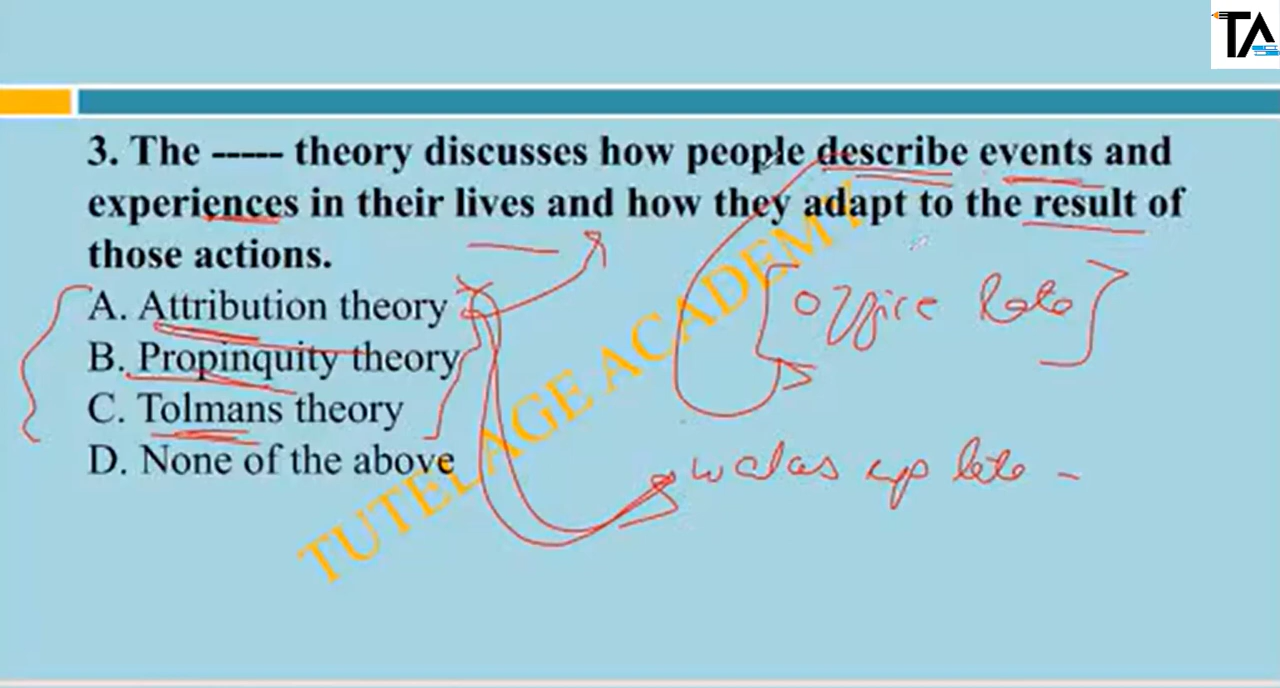 TA
3. The ----- theory discusses how people describe events and
experiences in their lives and how they adapt to the result of
those actions.
A. Attribution theory
B. Propinquity theory
C. Tolmans theory
D. None of the above
TUTELAGE ACADEMY
office late
up late -